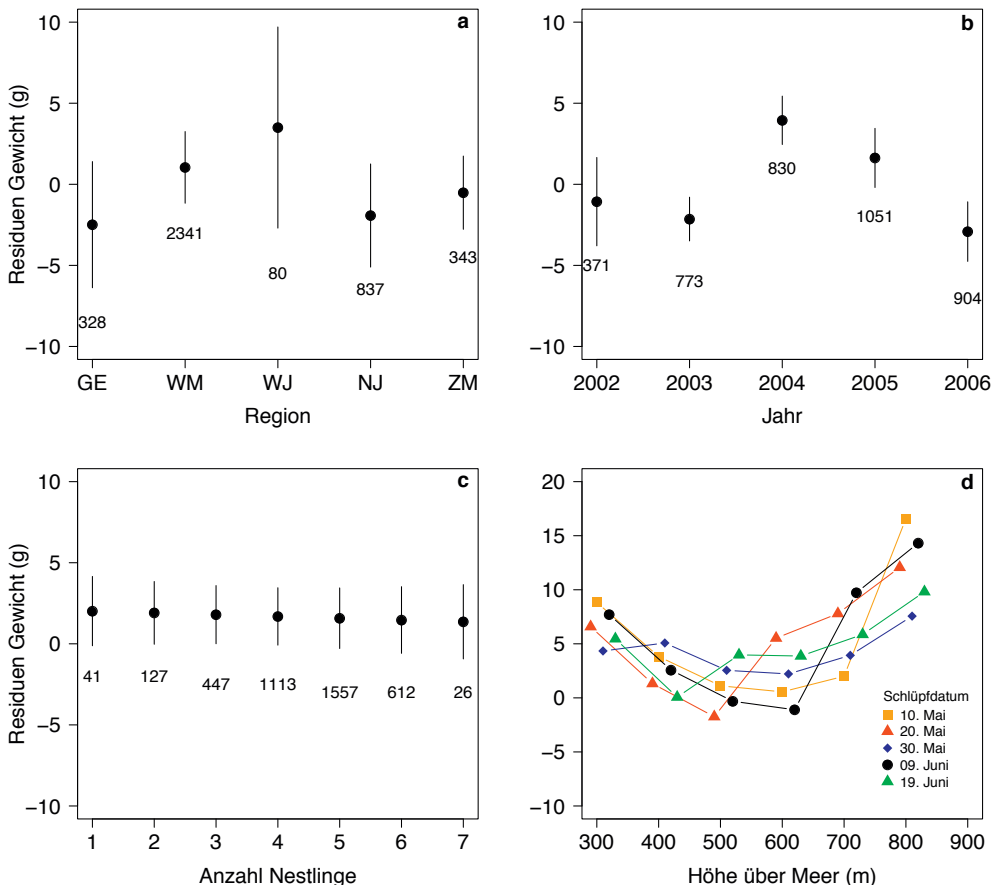 a
Residuen Gewicht (g)
10
5
0
−5
−10
328
2341
80
837
343
GE WM WJ NJ ZM
Region
b
10
5
0
−5
−10
371
773
830
1051
904
2002 2003 2004 2005 2006
Jahr
c
Residuen Gewicht (g)
10
5
0
−5
−10
41 127 447 1113 1557 612 26
1 2 3 4 5 6 7
Anzahl Nestlinge
d
20
15
10
5
0
−5
−10
Schlüpfdatum
10. Mai
20. Mai
30. Mai
09. Juni
19. Juni
300 400 500 600 700 800 900
Höhe über Meer (m)